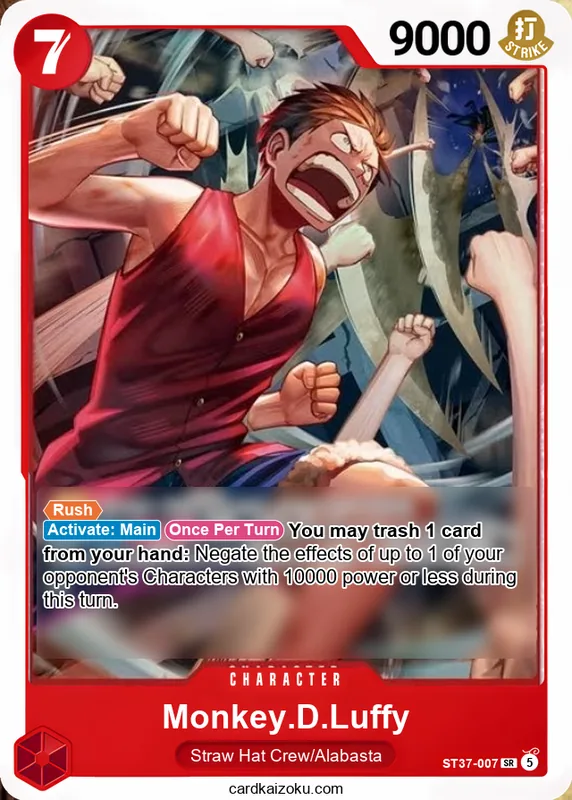 7
9000
打
STRIKE
Rush
Activate: Main Once Per Turn You may trash 1 card
from your hand: Negate the effects of up to 1 of your
opponent's Characters with 10000 power or less during
this turn.
CHARACTER
Monkey.D.Luffy
Straw Hat Crew/Alabasta
ST37-007 SR 5
cardkaizoku.com